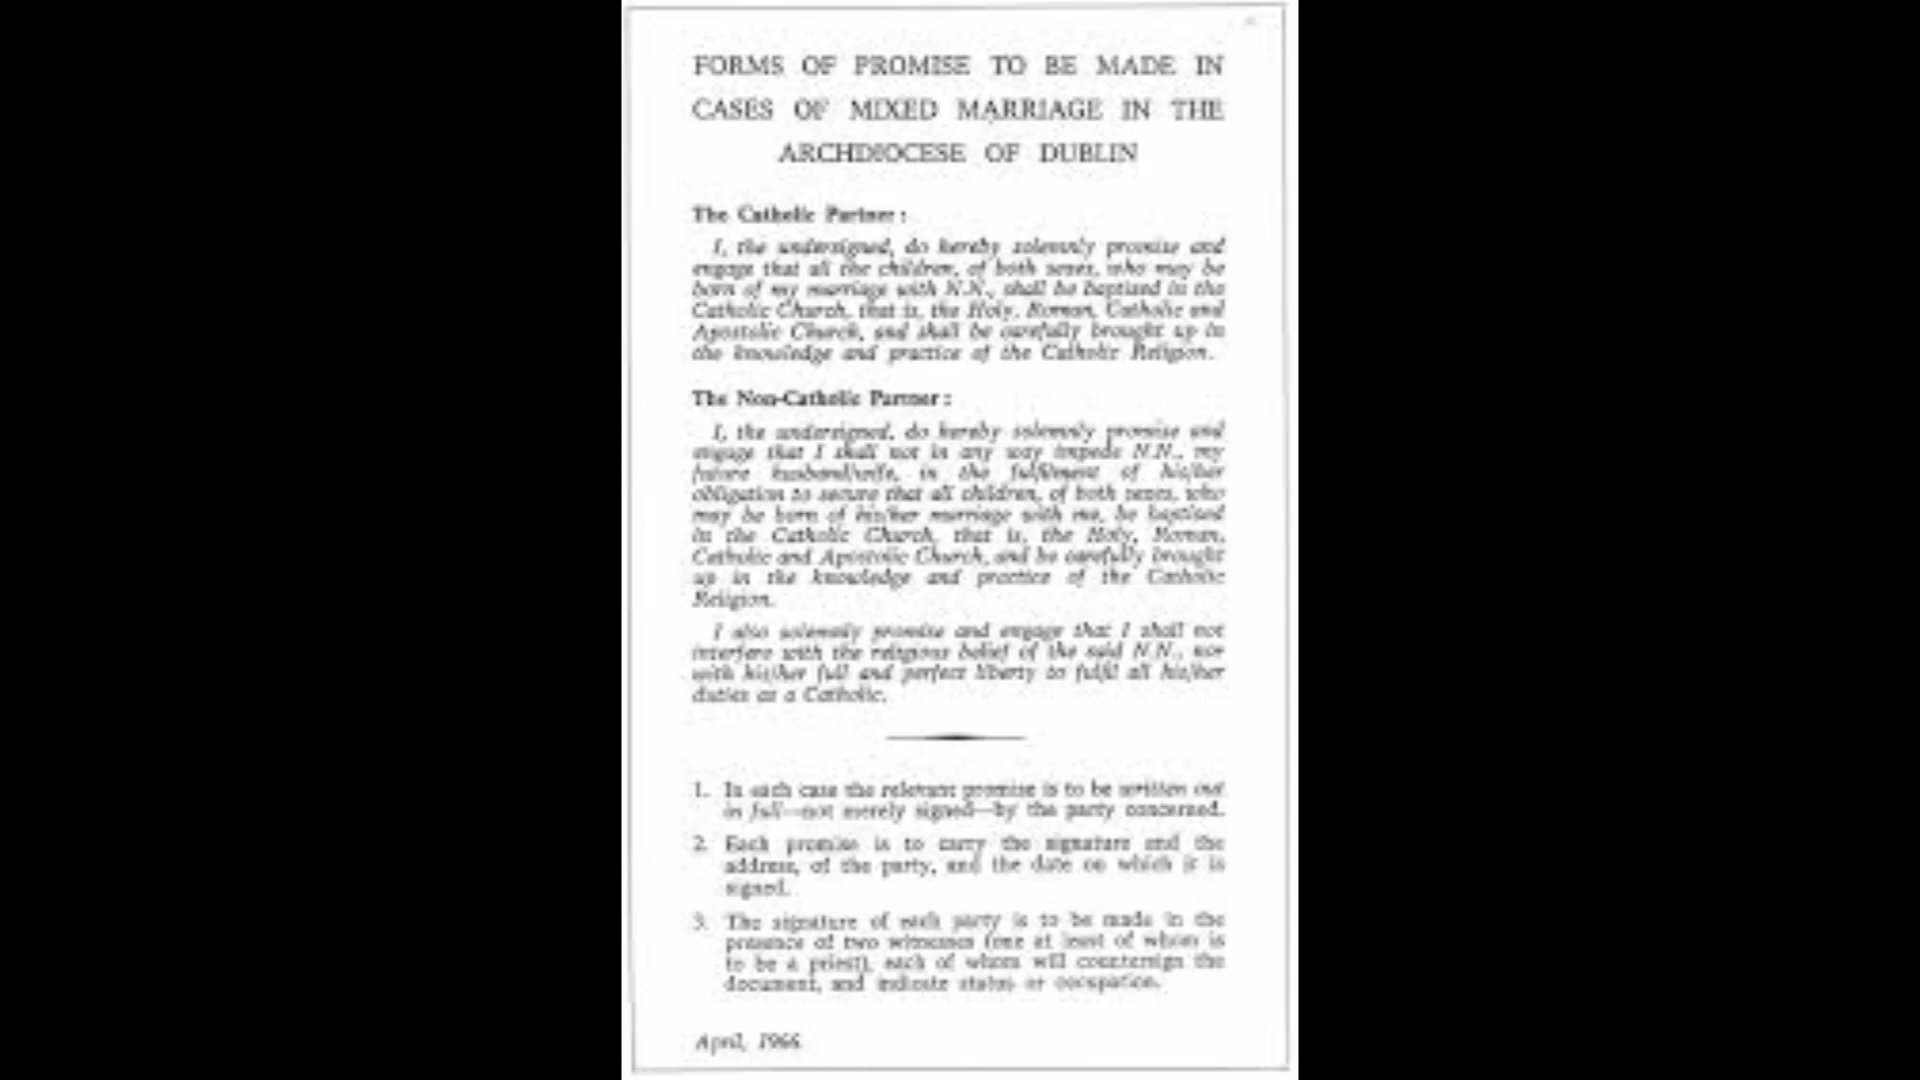 FORMS OF PROMISE TO BE MADE IN
CASES OF MIXED MARRIAGE IN THE
ARCHDIOCESE OF DUBLIN
The Catholic Partner :
I, the undersigned, do hereby solemnly promise and
engage that all the children, of both sexes, who may be
born of my marriage with N.N., shall be baptised in the
Catholic Church, that is, the Holy, Roman, Catholic and
Apostolic Church, and shall be carefully brought up in
the knowledge and practice of the Catholic Religion.
The Non-Catholic Partner :
I, the undersigned, do hereby solemnly promise and
engage that I shall not in any way impede N.N., my
future husband/wife, in the fulfilment of his/her
obligation to secure that all children, of both sexes, who
may be born of his/her marriage with me, be baptised
in the Catholic Church, that is, the Holy, Roman,
Catholic and Apostolic Church, and be carefully brought
up in the knowledge and practice of the Catholic
Religion.
I also solemnly promise and engage that I shall not
interfere with the religious belief of the said N.N., nor
with his/her full and perfect liberty to fulfil all his/her
duties as a Catholic.
1. In each case the relevant promise is to be written out
in full—not merely signed—by the party concerned.
2. Each promise is to carry the signature and the
address, of the party, and the date on which it is
signed.
3. The signature of each party is to be made in the
presence of two witnesses (one at least of whom is
to be a priest), each of whom will countersign the
document, and indicate status or occupation.
April, 1966